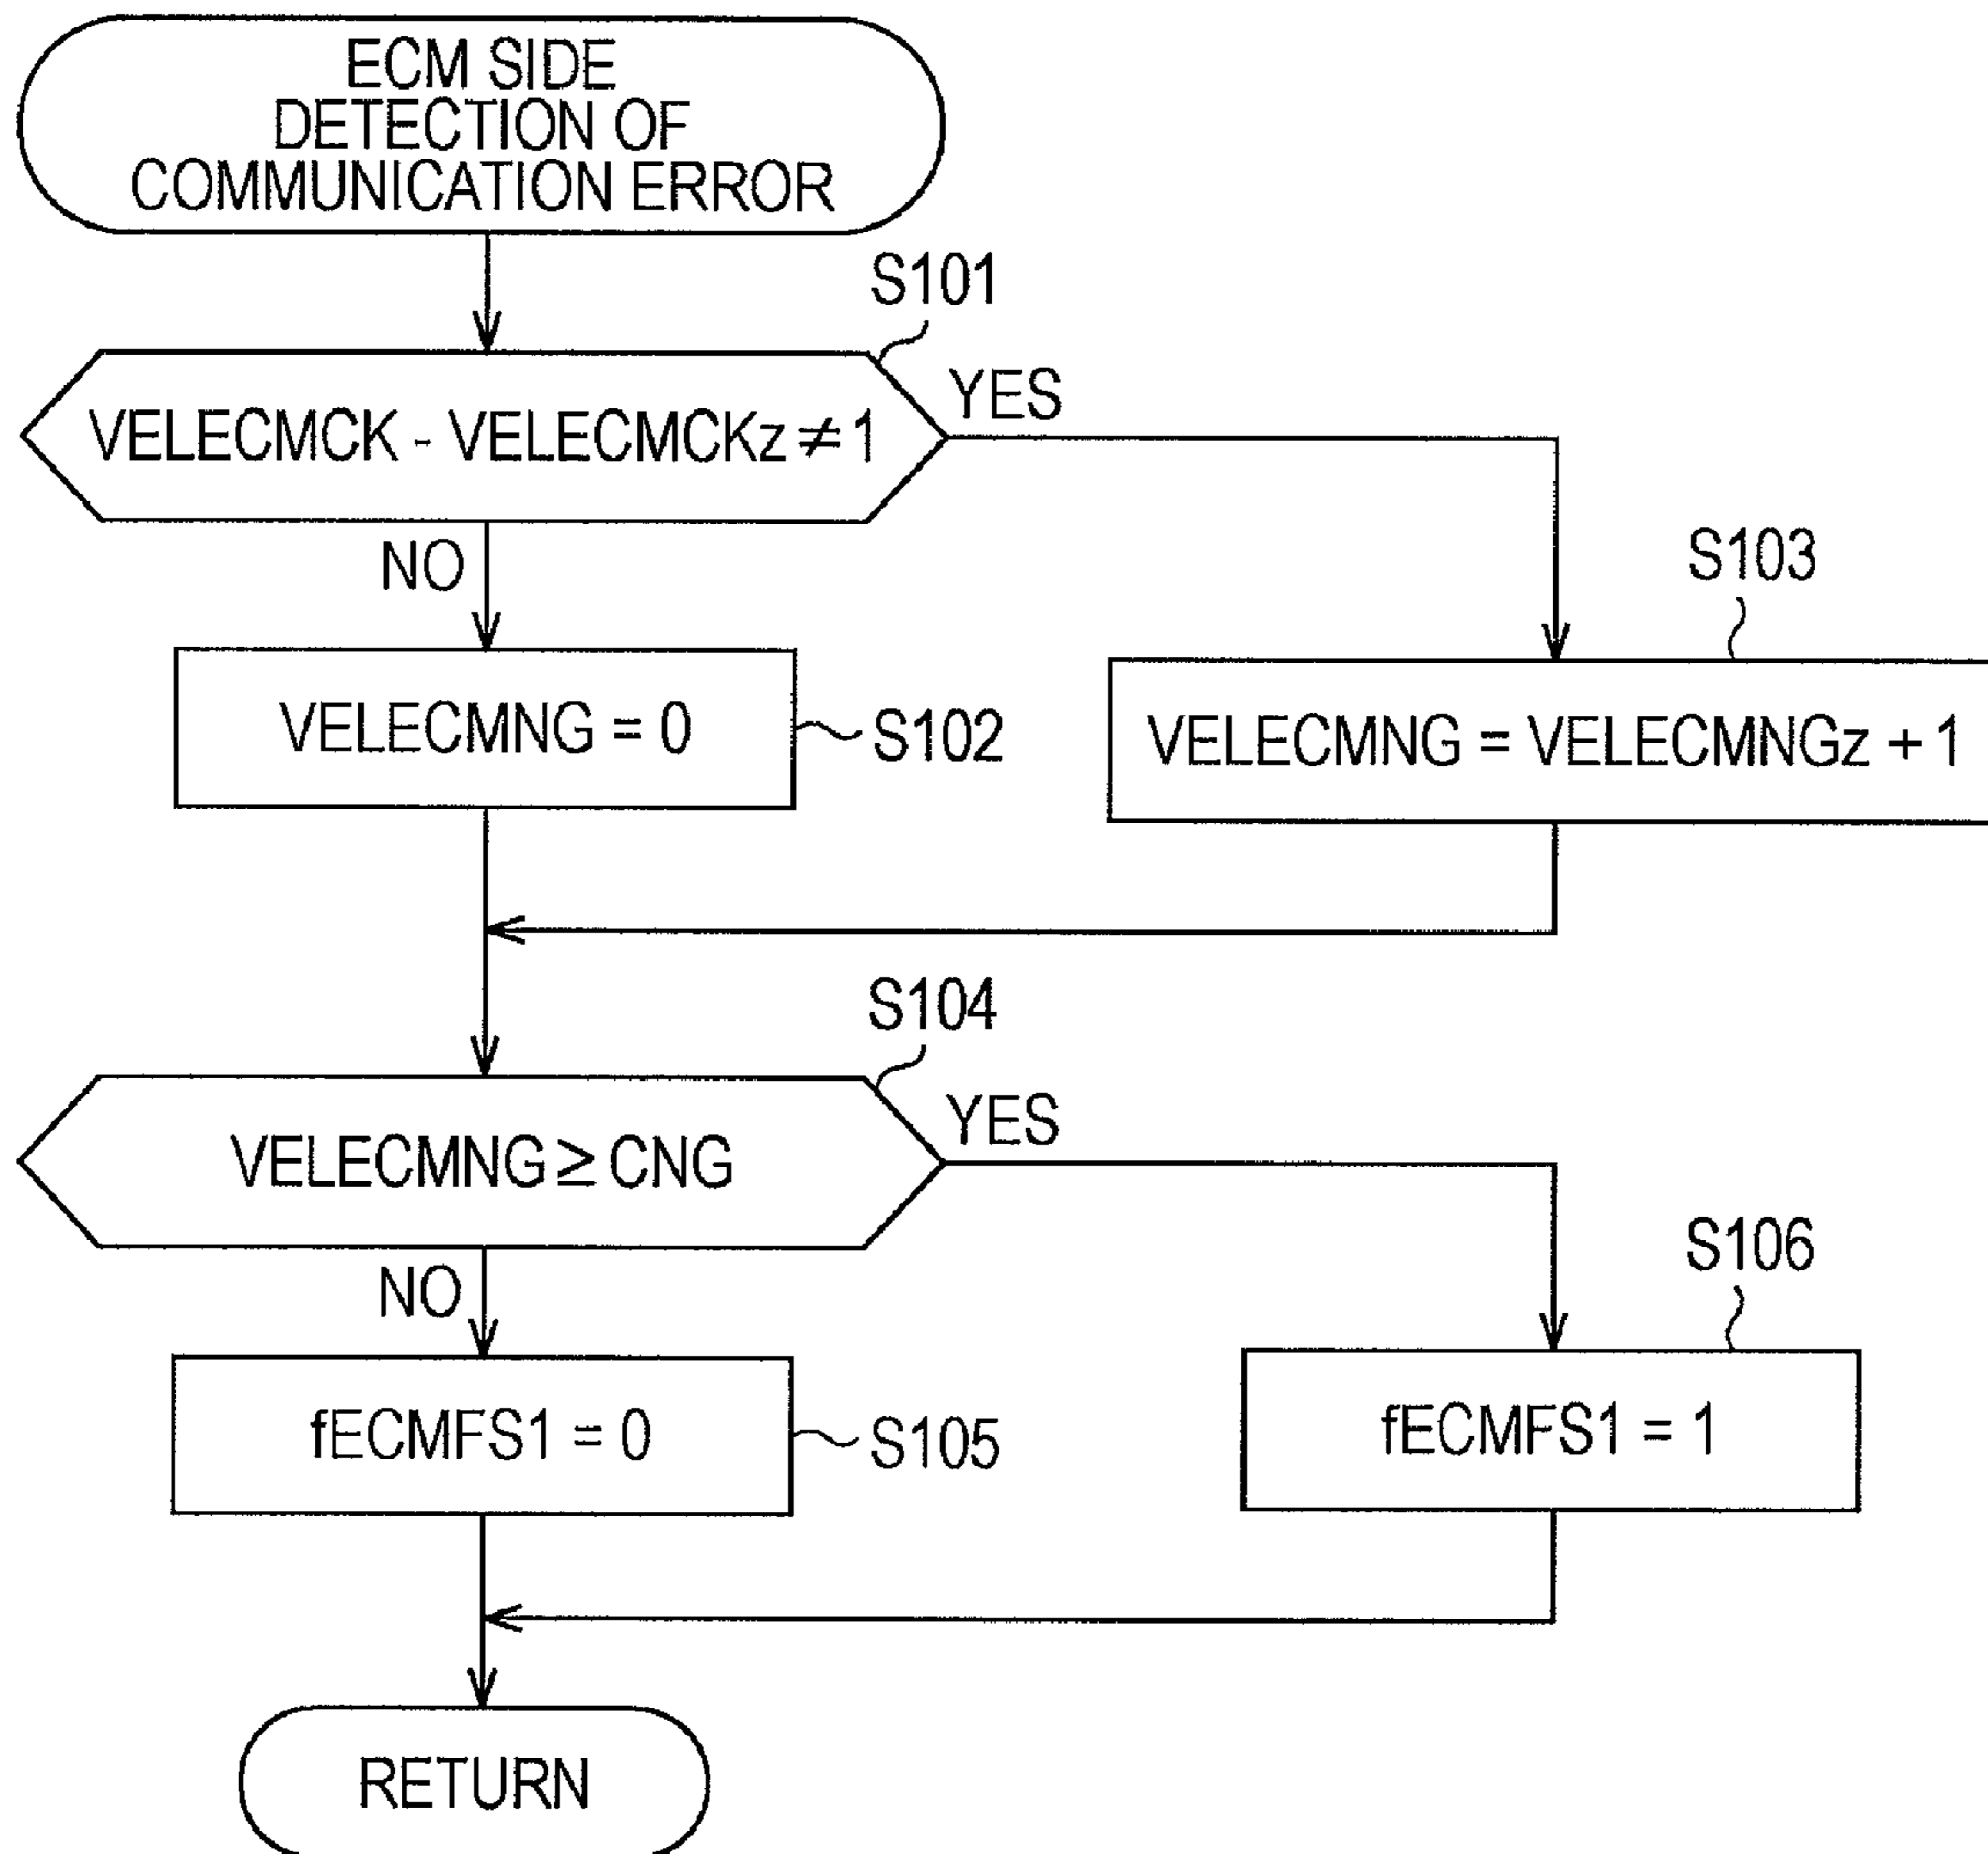 ECM SIDE
DETECTION OF
COMMUNICATION ERROR
S101
VELECMCK - VELECMCKz ≠ 1
YES
NO
S103
VELECMNG = 0
S102
VELECMNG = VELECMNGz + 1
S104
VELECMNG ≥ CNG
YES
NO
S106
fECMFS1 = 0
S105
fECMFS1 = 1
RETURN